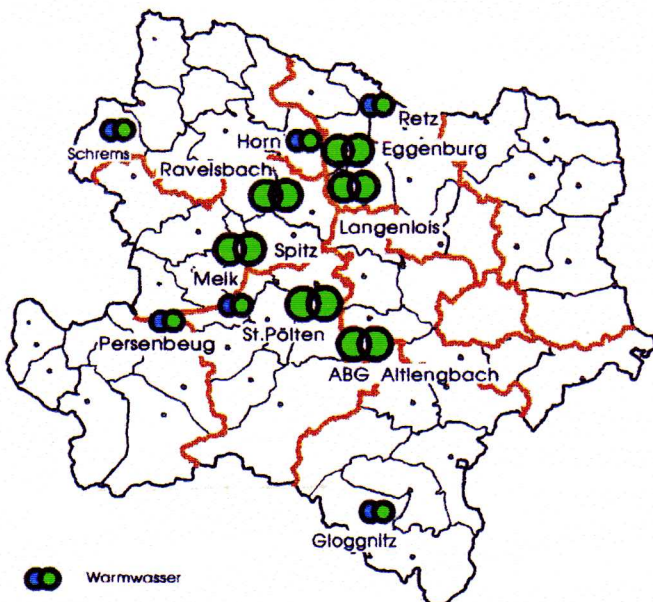 Retz
Horn
Eggenburg
Schrems
Ravelsbach
Langenlois
Spitz
Melk
St.Pölten
Persenbeug
ABG Altlengbach
Gloggnitz
Warmwasser